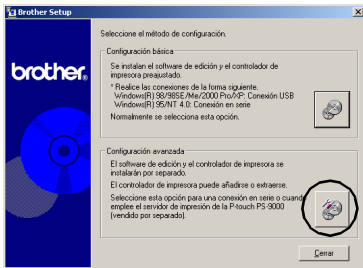 Brother Setup
Seleccione el método de configuración.
Configuración básica
Se instalan el software de edición y el controlador de
impresora preajustado.
* Realice las conexiones de la forma siguiente.
Windows(R) 98/98SE/Me/2000 Pro/XP: Conexión USB
Windows(R) 95/NT 4.0: Conexión en serie
Normalmente se selecciona esta opción.
brother®
Configuración avanzada
El software de edición y el controlador de impresora se
instalarán por separado.
El controlador de impresora puede añadirse o extraerse.
Seleccione esta opción para una conexión en serie o cuando
emplee el servidor de impresión de la P-touch PS-9000
(vendido por separado).
Cerrar